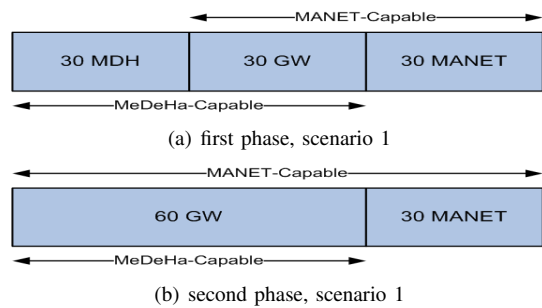 MANET-Capable
30 MDH 30 GW 30 MANET
MeDeHa-Capable
(a) first phase, scenario 1
MANET-Capable
60 GW 30 MANET
MeDeHa-Capable
(b) second phase, scenario 1